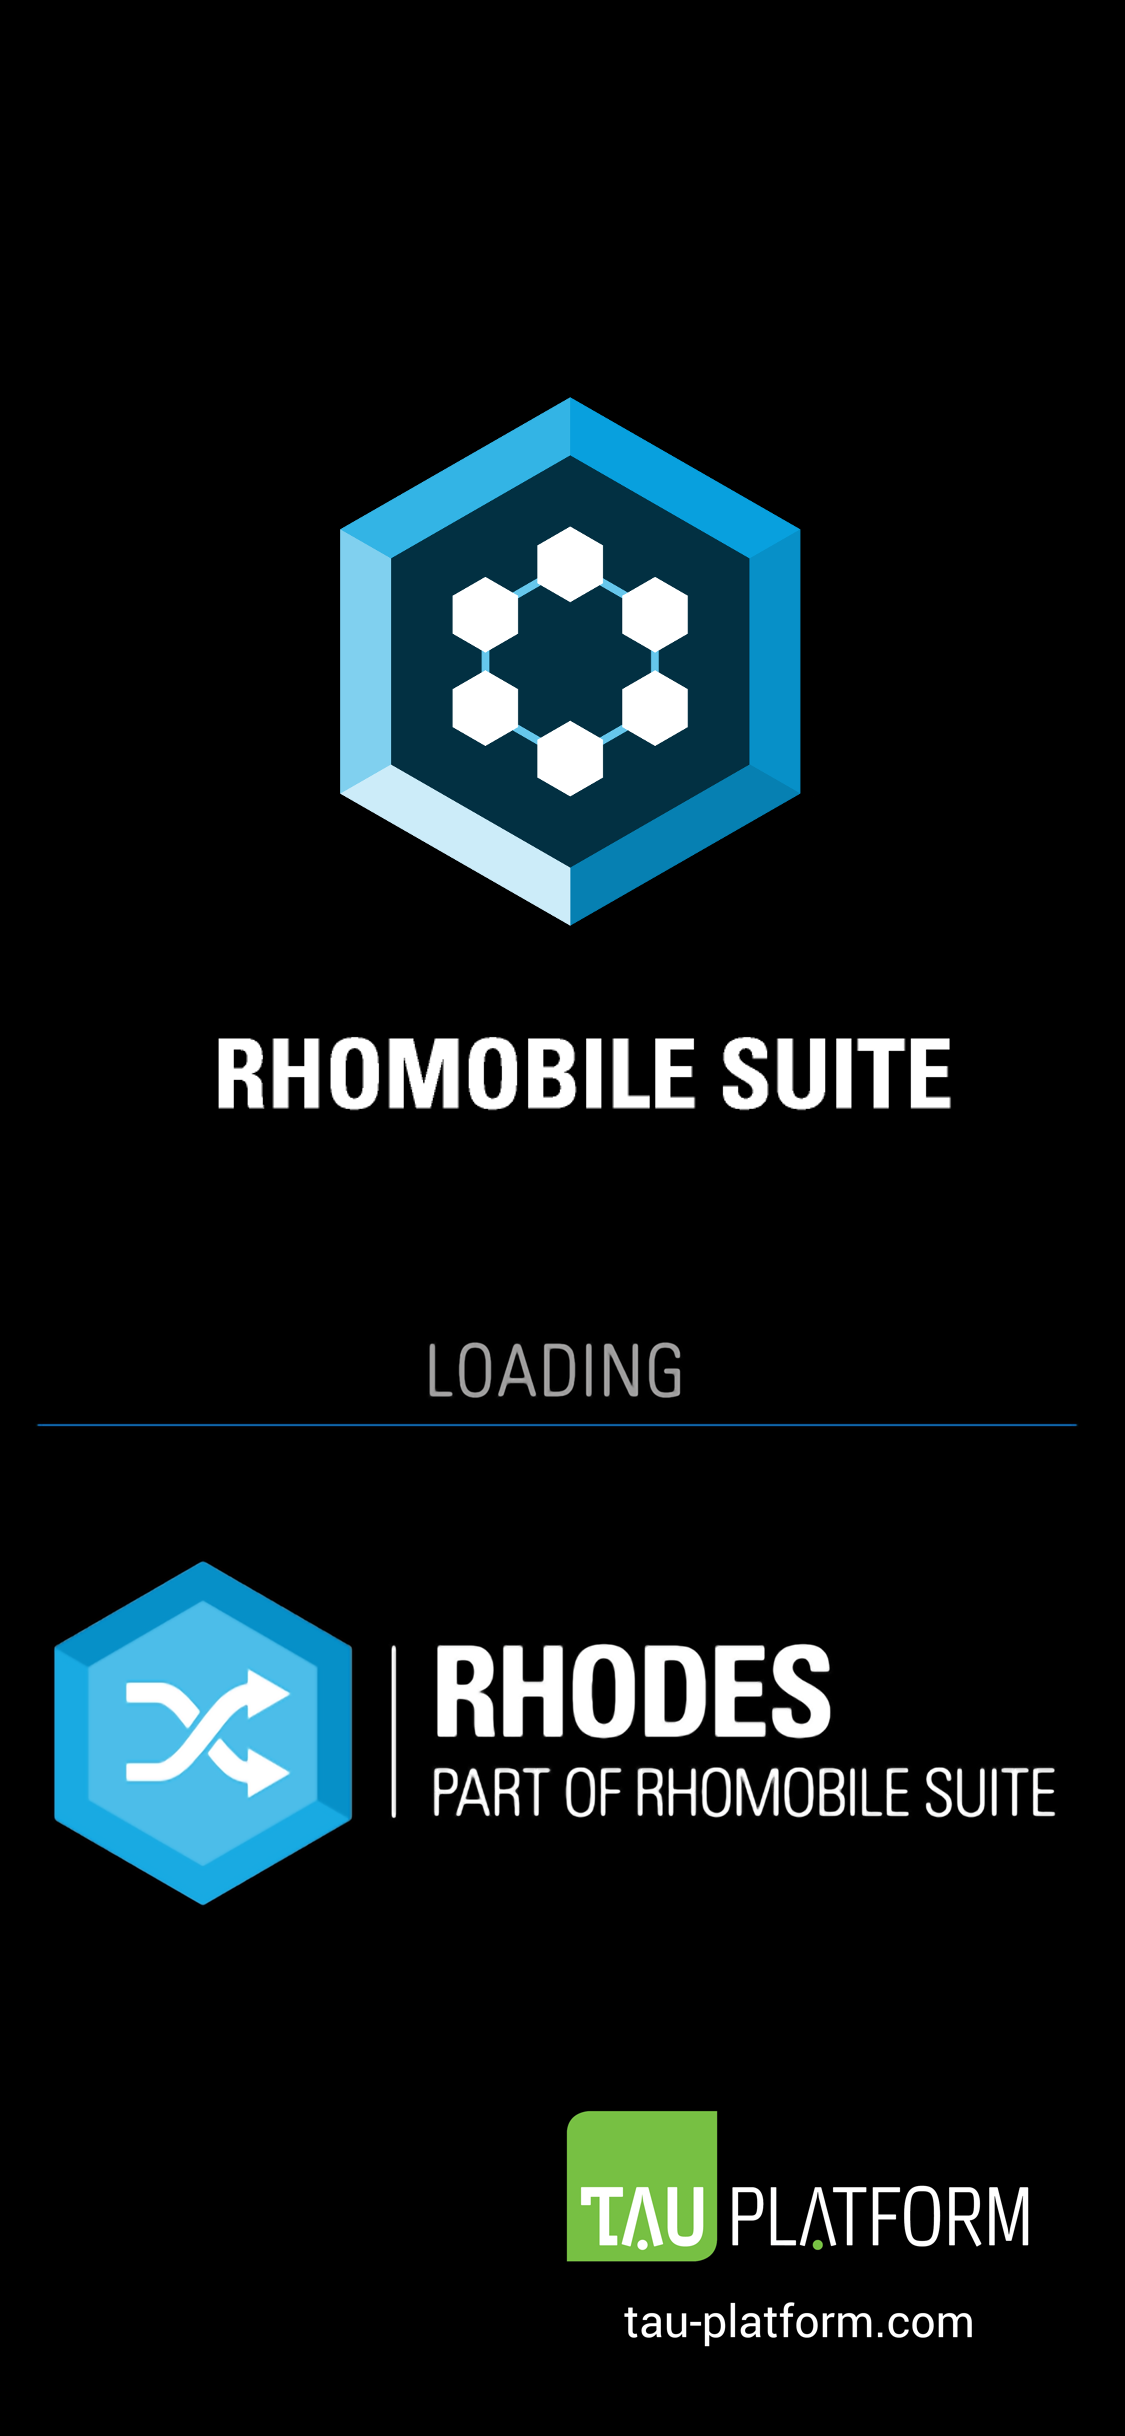 RHOMOBILE SUITE
LOADING
RHODES
PART OF RHOMOBILE SUITE
TAU PLATFORM
tau-platform.com